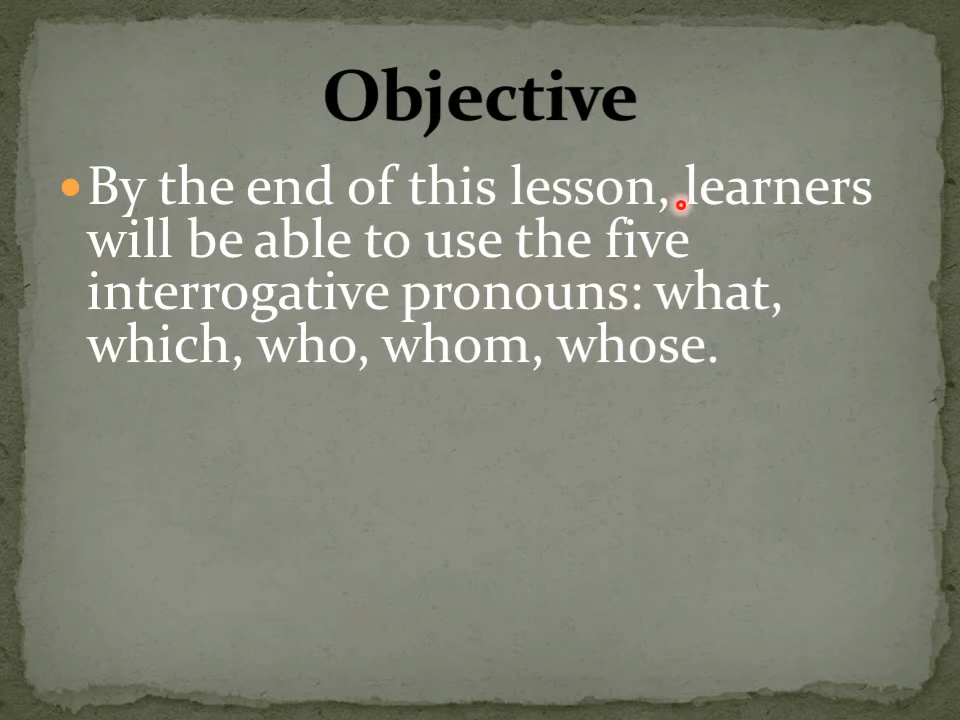 Objective
By the end of this lesson, learners
will be able to use the five
interrogative pronouns: what,
which, who, whom, whose.